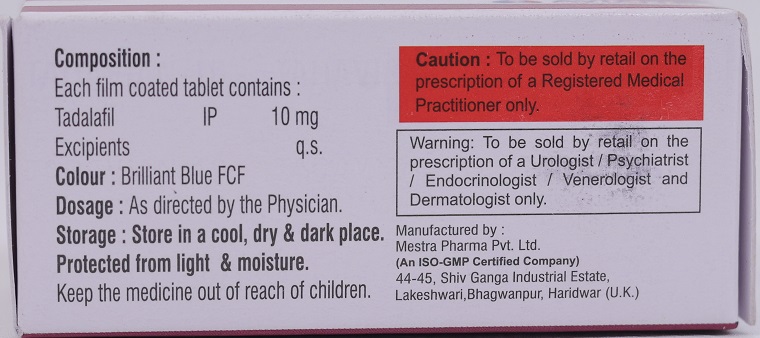 Composition :
Each film coated tablet contains :
Tadalafil IP 10 mg
Excipients q.s.
Colour : Brilliant Blue FCF
Dosage : As directed by the Physician.
Storage : Store in a cool, dry & dark place.
Protected from light & moisture.
Keep the medicine out of reach of children.
Caution : To be sold by retail on the
prescription of a Registered Medical
Practitioner only.
Warning: To be sold by retail on the
prescription of a Urologist / Psychiatrist
/ Endocrinologist / Venerologist and
Dermatologist only.
Manufactured by :
Mestra Pharma Pvt. Ltd.
(An ISO-GMP Certified Company)
44-45, Shiv Ganga Industrial Estate,
Lakeshwari,Bhagwanpur, Haridwar (U.K.)